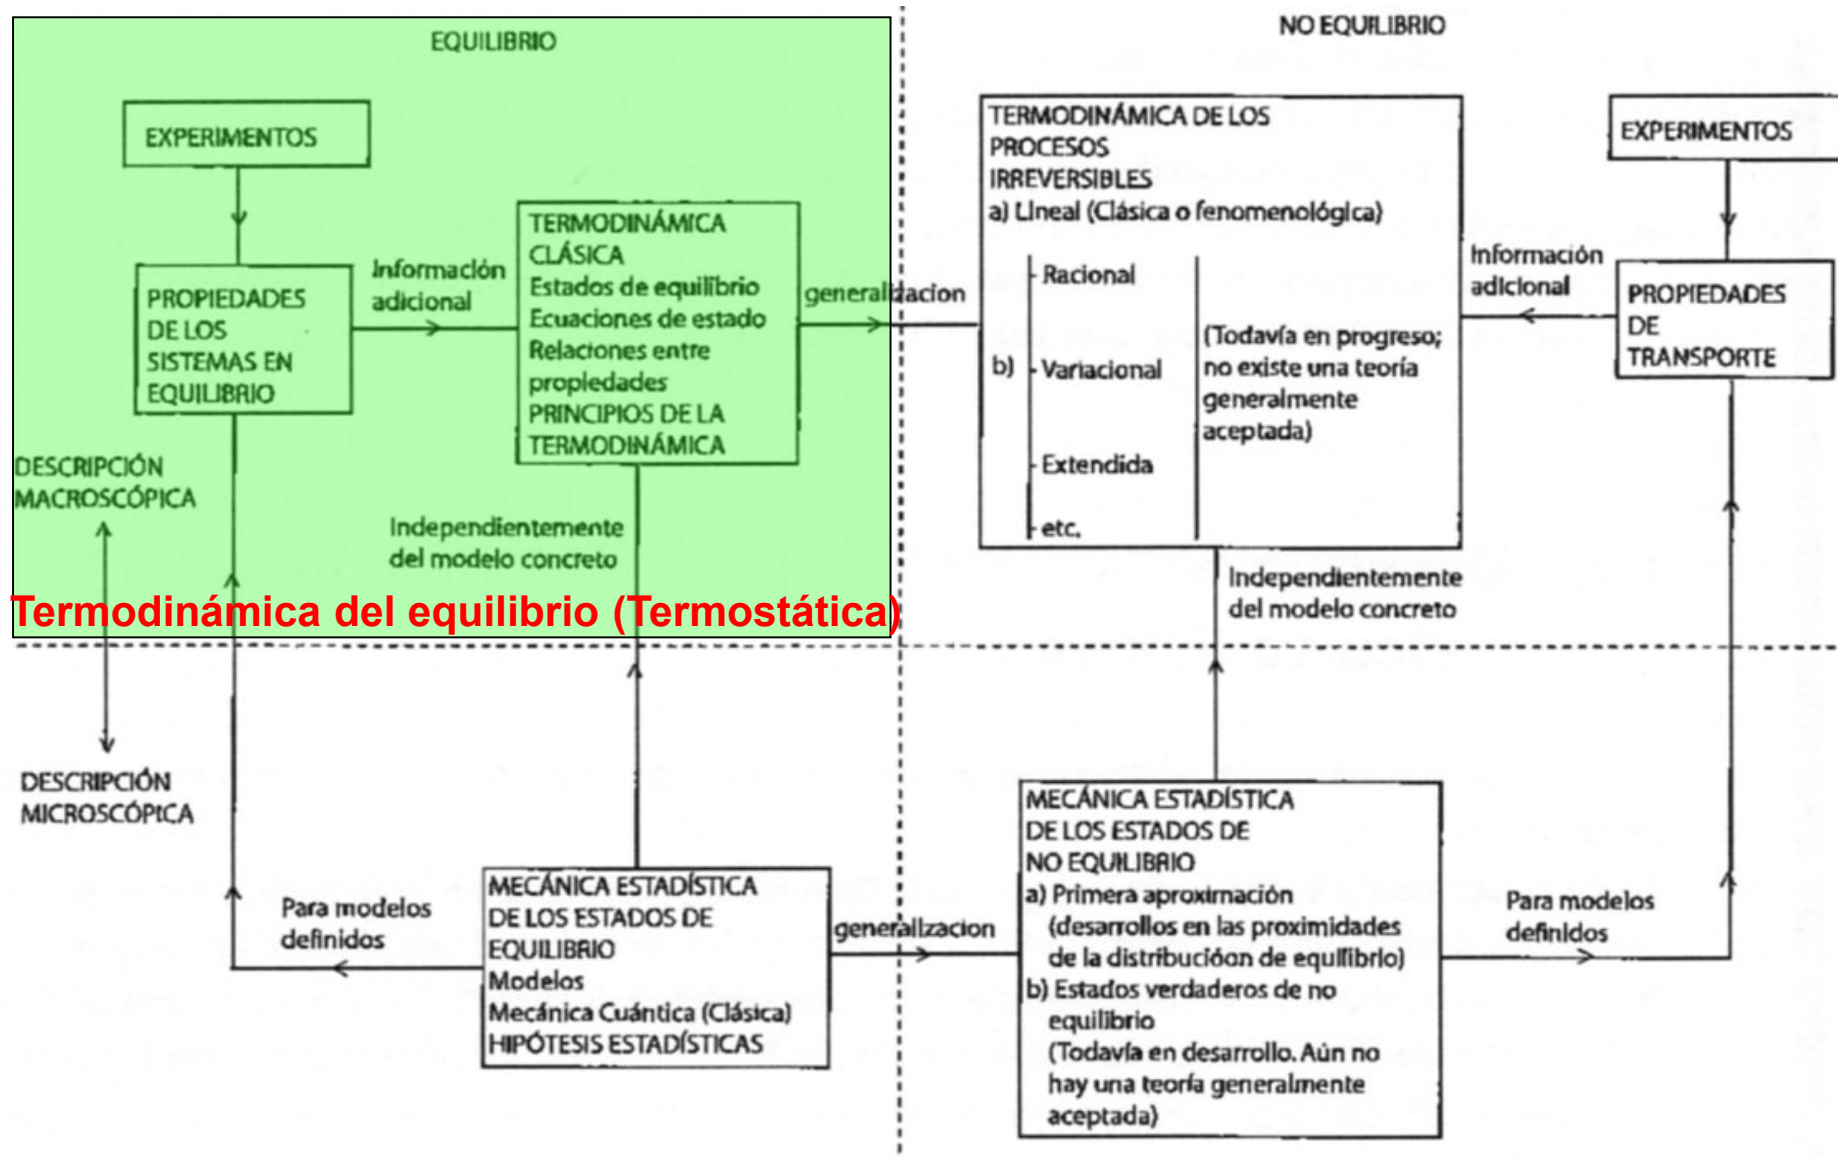 EQUILIBRIO
EXPERIMENTOS
PROPIEDADES
DE LOS
SISTEMAS EN
EQUILIBRIO
Información
adicional
TERMODINÁMICA
CLÁSICA
Estados de equilibrio
Ecuaciones de estado
Relaciones entre
propledades
PRINCIPIOS DE LA
TERMODINÁMICA
DESCRIPCIÓN
MACROSCÓPICA
Independientemente
del modelo concreto
Termodinámica del equilibrio (Termostática)
generalizacion
NO EQUILIBRIO
TERMODINÁMICA DE LOS
PROCESOS
IRREVERSIBLES
a) Lineal (Clásica o fenomenológica)
b)
Racional
Variacional
Extendida
etc.
(Todavía en progreso;
no existe una teoría
generalmente
aceptada)
EXPERIMENTOS
Información
adicional
PROPIEDADES
DE
TRANSPORTE
Independientemente
del modelo concreto
DESCRIPCIÓN
MICROSCÓPICA
Para modelos
definidos
MECÁNICA ESTADÍSTICA
DE LOS ESTADOS DE
EQUILIBRIO
Modelos
Mecánica Cuántica (Clásica)
HIPÓTESIS ESTADÍSTICAS
generalizacion
MECÁNICA ESTADÍSTICA
DE LOS ESTADOS DE
NO EQUILIBRIO
a) Primera aproximación
(desarrollos en las proximidades
de la distribucióon de equilibrio)
b) Estados verdaderos de no
equilibrio
(Todavía en desarrollo. Aún no
hay una teoría generalmente
aceptada)
Para modelos
definidos